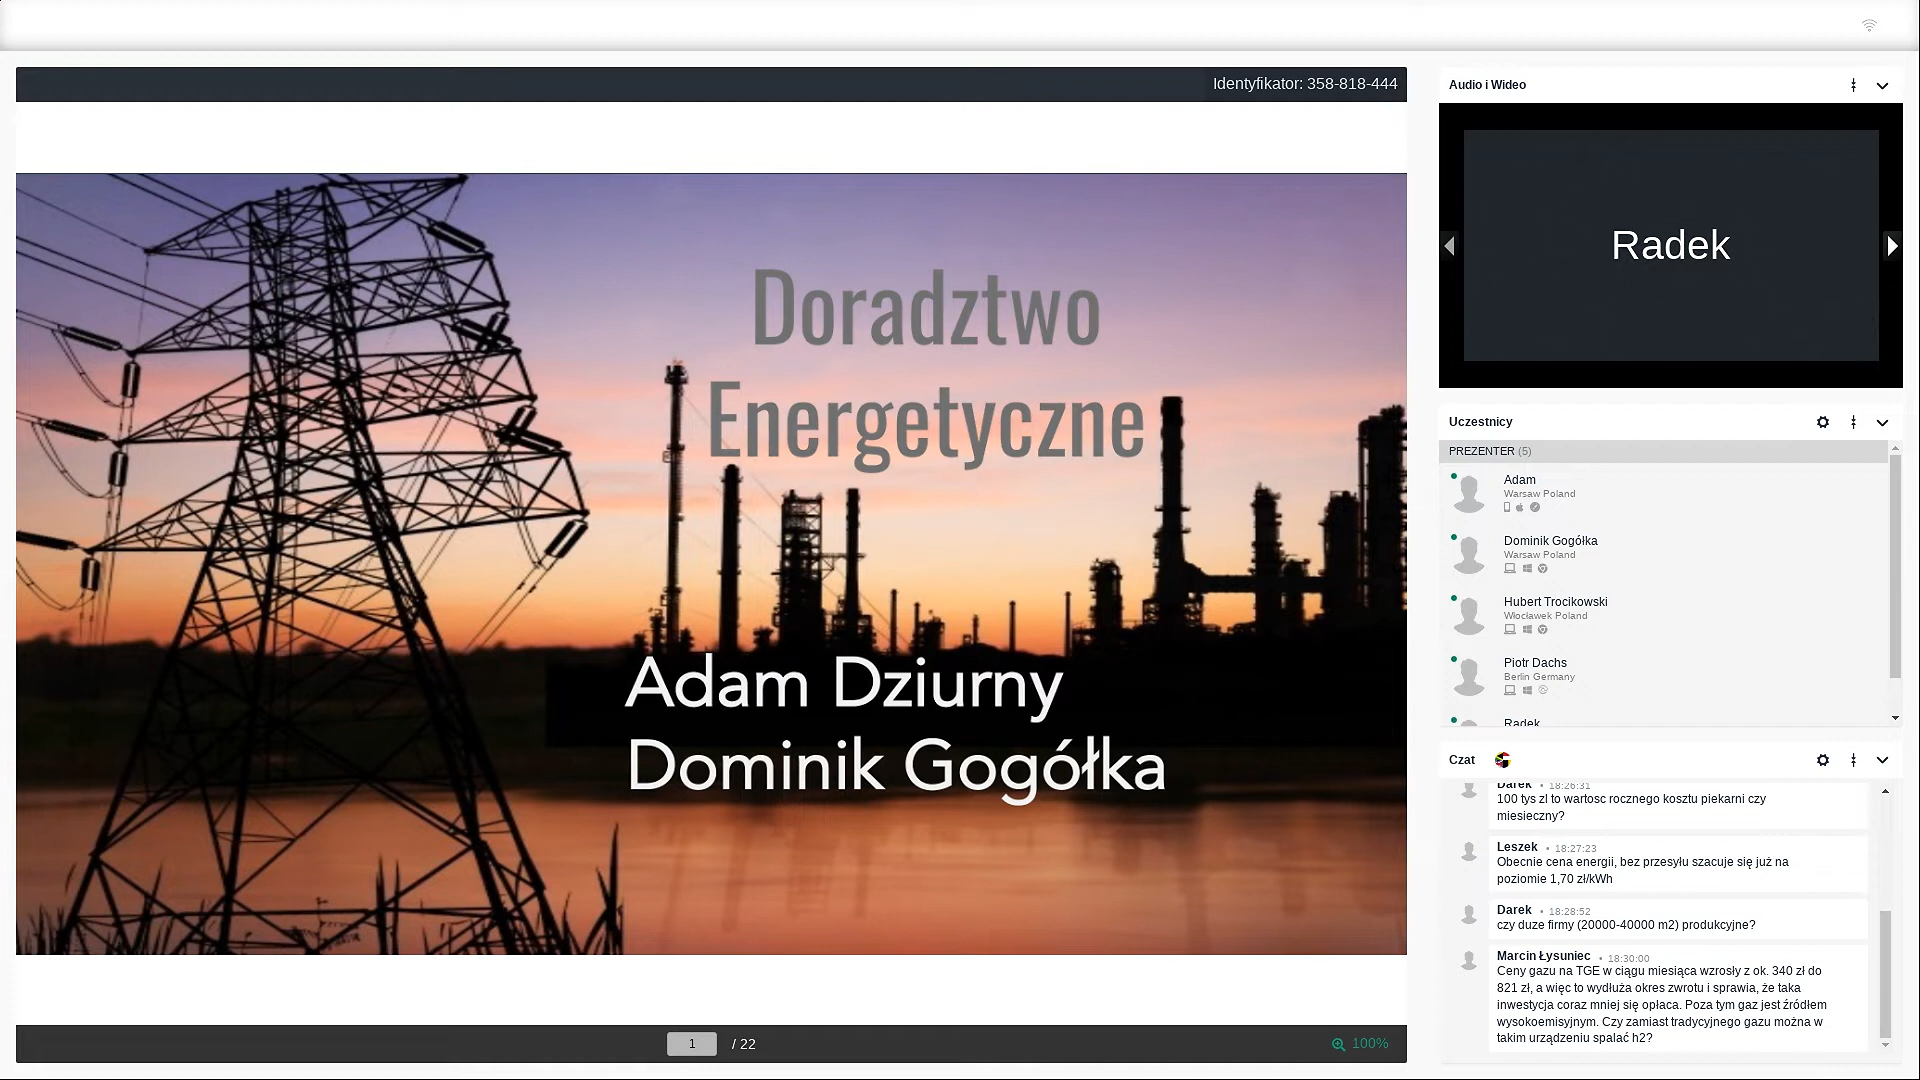 Identyfikator: 358-818-444
Doradztwo
Energetyczne
Adam Dziurny
Dominik Gogółka
1 / 22
100%
Audio i Wideo
Radek
Uczestnicy
PREZENTER (5)
Adam
Warsaw Poland
Dominik Gogółka
Warsaw Poland
Hubert Trocikowski
Włocławek Poland
Piotr Dachs
Berlin Germany
Radek
Czat
Darek • 18:26:31
100 tys zl to wartosc rocznego kosztu piekarni czy
miesieczny?
Leszek • 18:27:23
Obecnie cena energii, bez przesyłu szacuje się już na
poziomie 1,70 zł/kWh
Darek • 18:28:52
czy duze firmy (20000-40000 m2) produkcyjne?
Marcin Łysuniec • 18:30:00
Ceny gazu na TGE w ciągu miesiąca wzrosły z ok. 340 zł do
821 zł, a więc to wydłuża okres zwrotu i sprawia, że taka
inwestycja coraz mniej się opłaca. Poza tym gaz jest źródłem
wysokoemisyjnym. Czy zamiast tradycyjnego gazu można w
takim urządzeniu spalać h2?